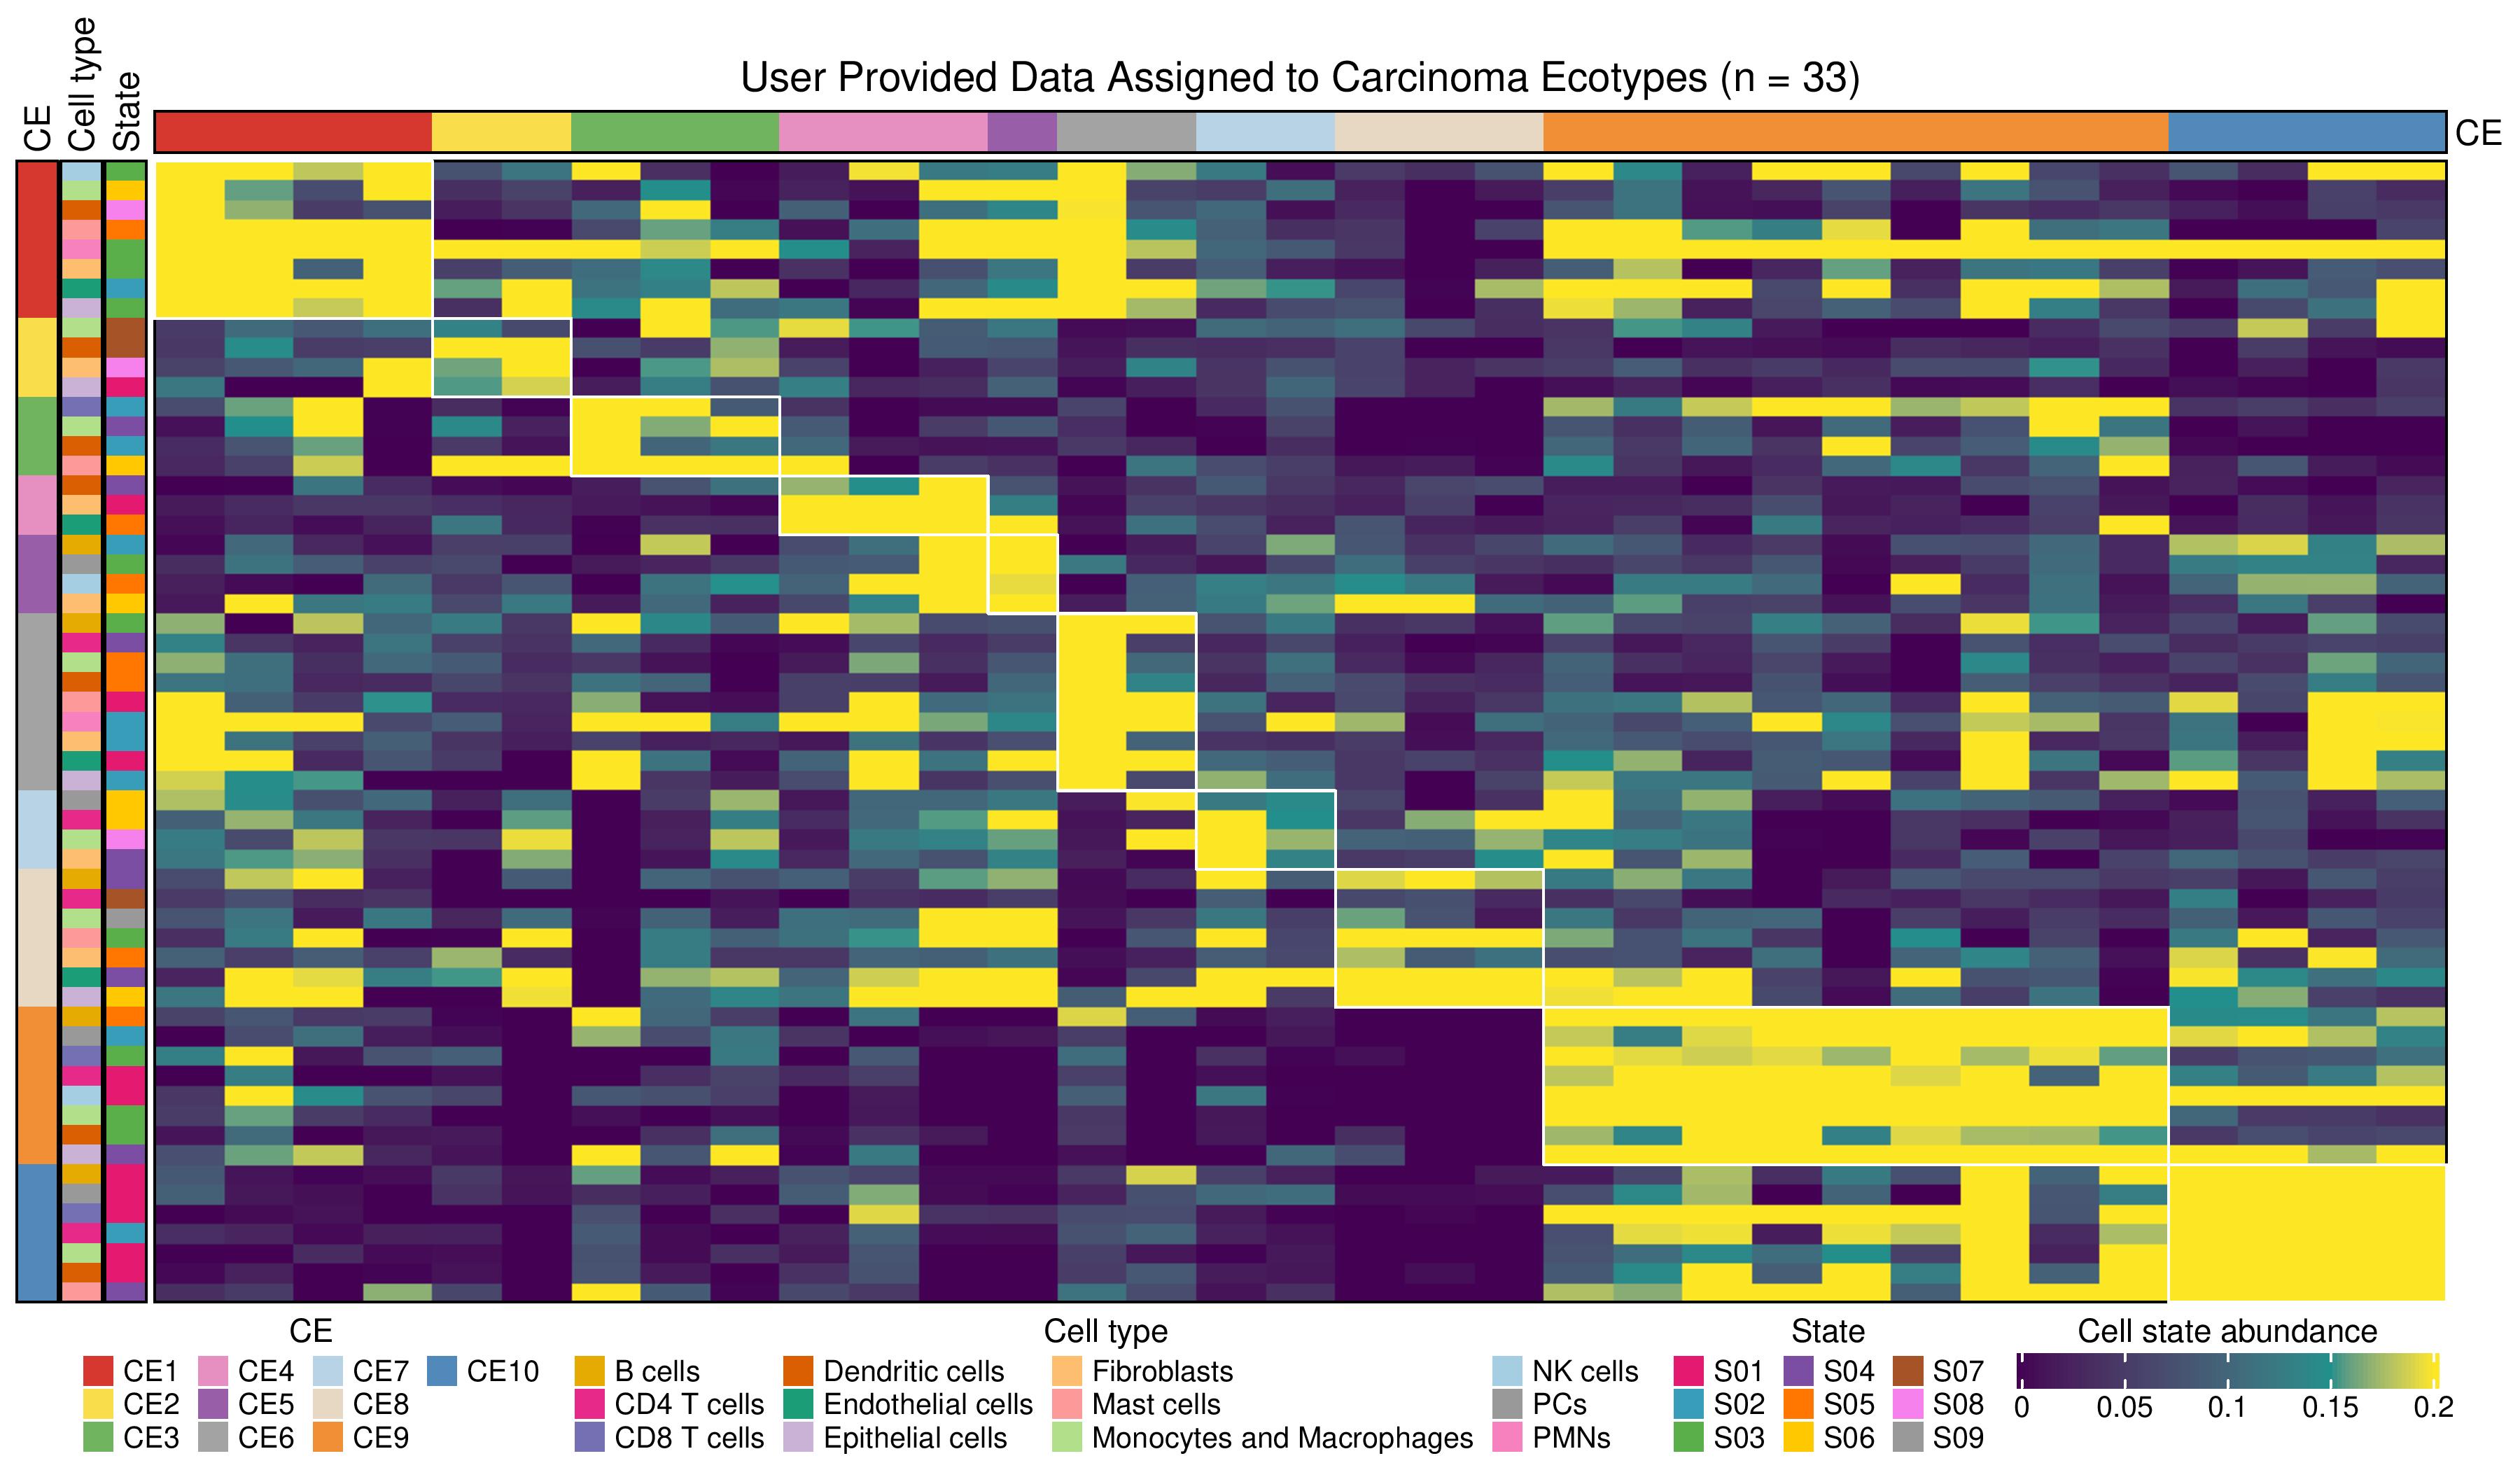 User Provided Data Assigned to Carcinoma Ecotypes (n = 33)
CE
Cell type
State
CE
CE
CE1
CE2
CE3
CE4
CE5
CE6
CE7
CE8
CE9
CE10
Cell type
B cells
CD4 T cells
CD8 T cells
Dendritic cells
Endothelial cells
Epithelial cells
Fibroblasts
Mast cells
Monocytes and Macrophages
NK cells
PCs
PMNs
State
S01
S02
S03
S04
S05
S06
S07
S08
S09
Cell state abundance
0 0.05 0.1 0.15 0.2